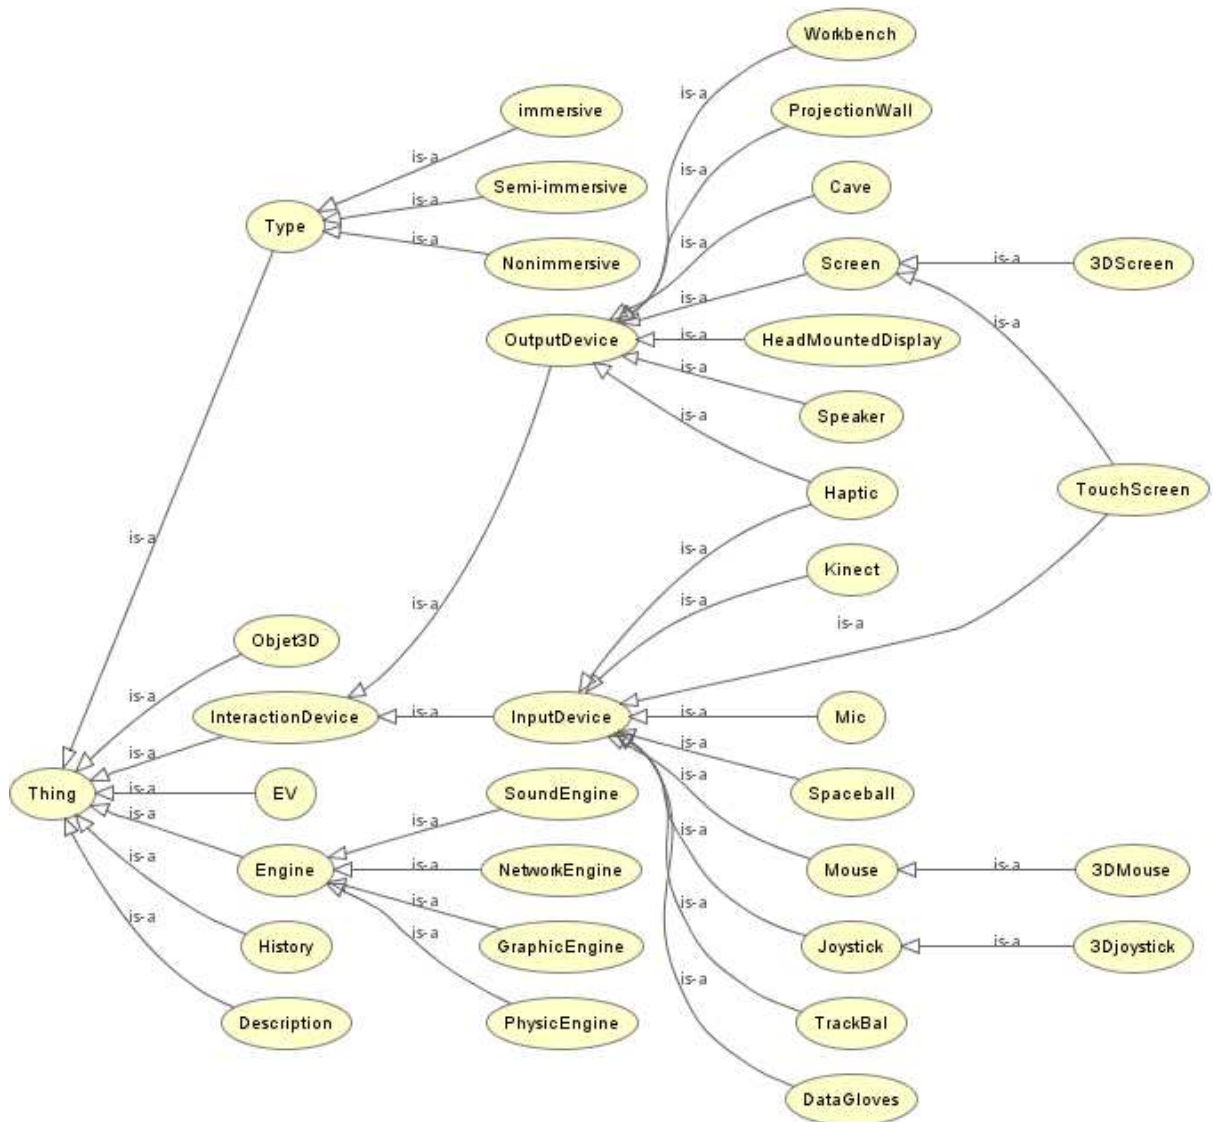 Workbench
is-a
immersive
ProjectionWall
is-a
is-a
Semi-immersive
Cave
is-a
Type
is-a
is-a
Nonimmersive
Screen
is-a
3DScreen
is-a
is-a
OutputDevice
is-a
HeadMountedDisplay
is-a
Speaker
is-a
Haptic
TouchScreen
is-a
is-a
Kinect
is-a
is-a
is-a
Objet3D
is-a
InteractionDevice
is-a
InputDevice
is-a
Mic
is-a
is-a
Thing
is-a
EV
SoundEngine
is-a
Spaceball
is-a
is-a
is-a
is-a
Engine
is-a
NetworkEngine
Mouse
is-a
3DMouse
is-a
is-a
is-a
History
is-a
GraphicEngine
Joystick
is-a
3Djoystick
is-a
Description
PhysicEngine
TrackBal
DataGloves